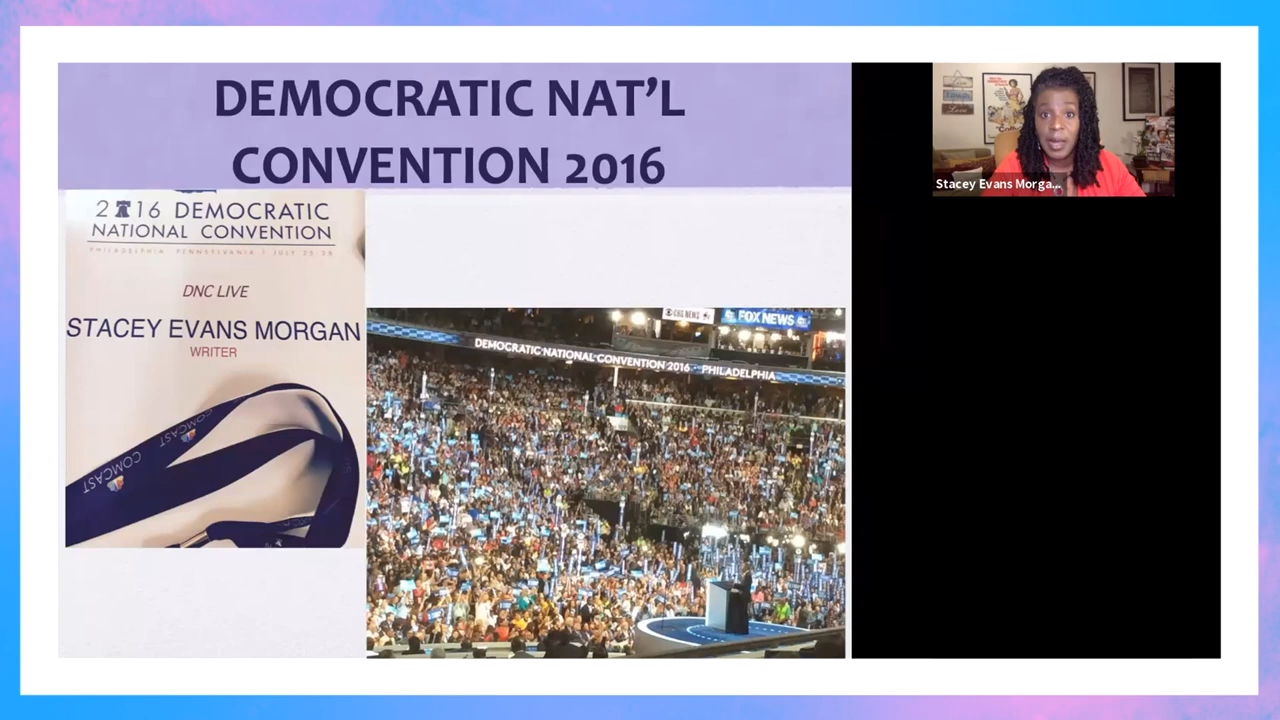 DEMOCRATIC NAT'L
CONVENTION 2016
2016 DEMOCRATIC
NATIONAL CONVENTION
PHILADELPHIA PENNSYLVANIA | JULY 25-28
DNC LIVE
STACEY EVANS MORGAN
WRITER
COMCAST
COMCAST
CBS NEWS
FOX NEWS
DEMOCRATIC NATIONAL CONVENTION 2016 · PHILADELPHIA
Stacey Evans Morga...
Love